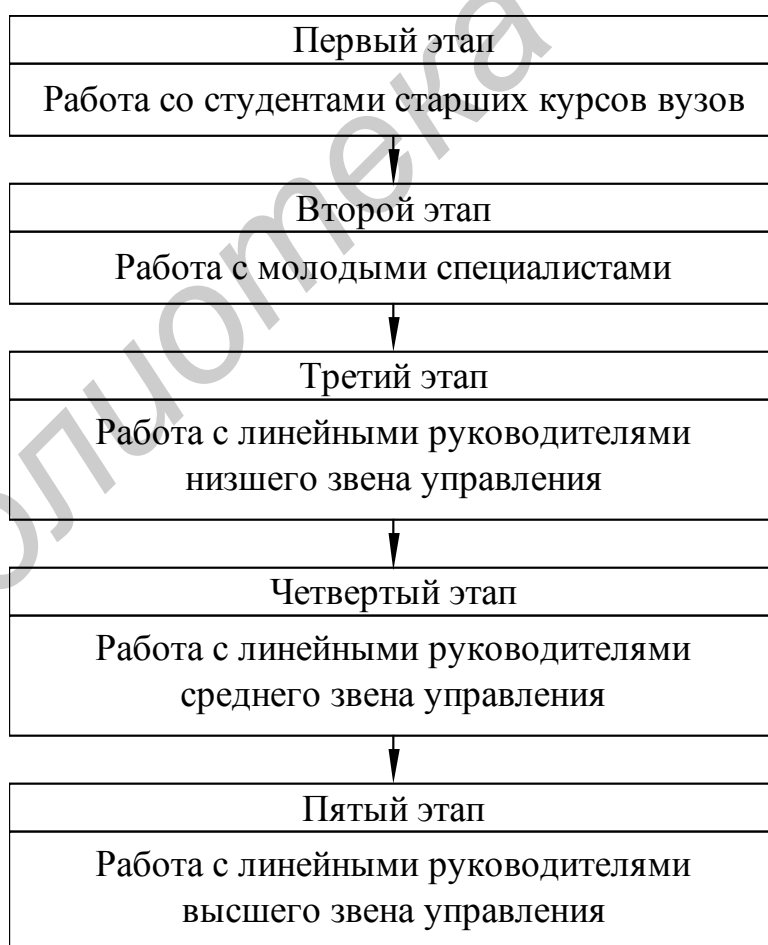 Первый этап
Работа со студентами старших курсов вузов
Второй этап
Работа с молодыми специалистами
Третий этап
Работа с линейными руководителями
низшего звена управления
Четвертый этап
Работа с линейными руководителями
среднего звена управления
Пятый этап
Работа с линейными руководителями
высшего звена управления